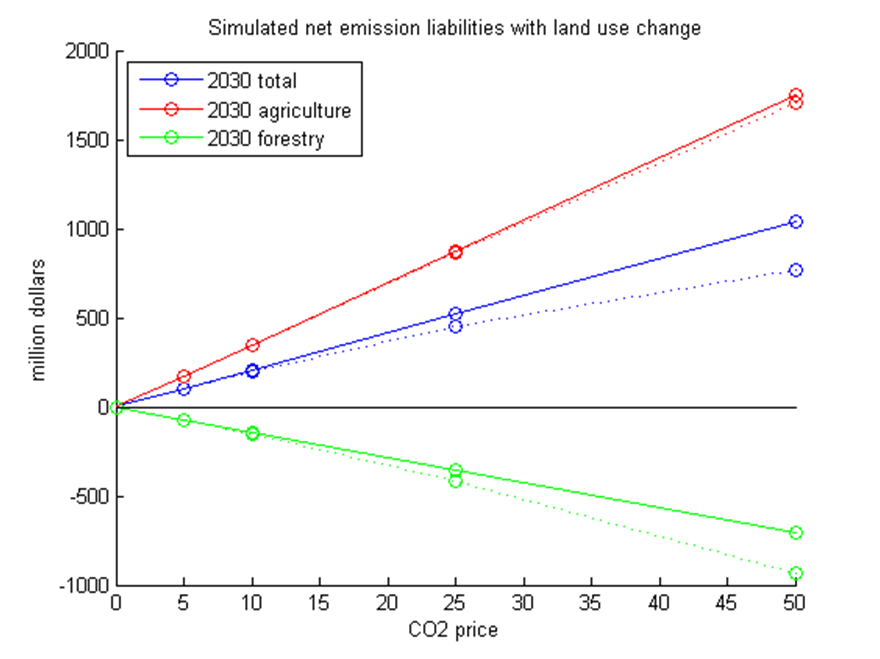 Simulated net emission liabilities with land use change
2000
1500
1000
500
0
-500
-1000
million dollars
2030 total
2030 agriculture
2030 forestry
0 5 10 15 20 25 30 35 40 45 50
CO2 price